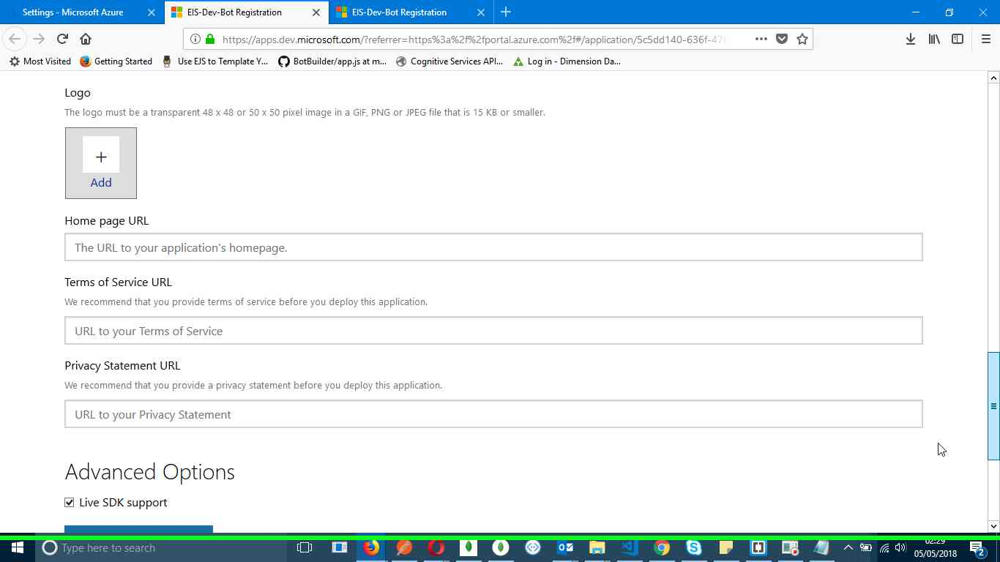 Settings - Microsoft Azure
EIS-Dev-Bot Registration
EIS-Dev-Bot Registration
https://apps.dev.microsoft.com/?referrer=https%3a%2f%2fportal.azure.com%2f#/application/5c5dd140-636f-47
Most Visited
Getting Started
Use EJS to Template Y...
BotBuilder/app.js at m...
Cognitive Services API...
Log in - Dimension Da...
Logo
The logo must be a transparent 48 x 48 or 50 x 50 pixel image in a GIF, PNG or JPEG file that is 15 KB or smaller.
+
Add
Home page URL
The URL to your application's homepage.
Terms of Service URL
We recommend that you provide terms of service before you deploy this application.
URL to your Terms of Service
Privacy Statement URL
We recommend that you provide a privacy statement before you deploy this application.
URL to your Privacy Statement
Advanced Options
Live SDK support
Type here to search
02:29
05/05/2018
2